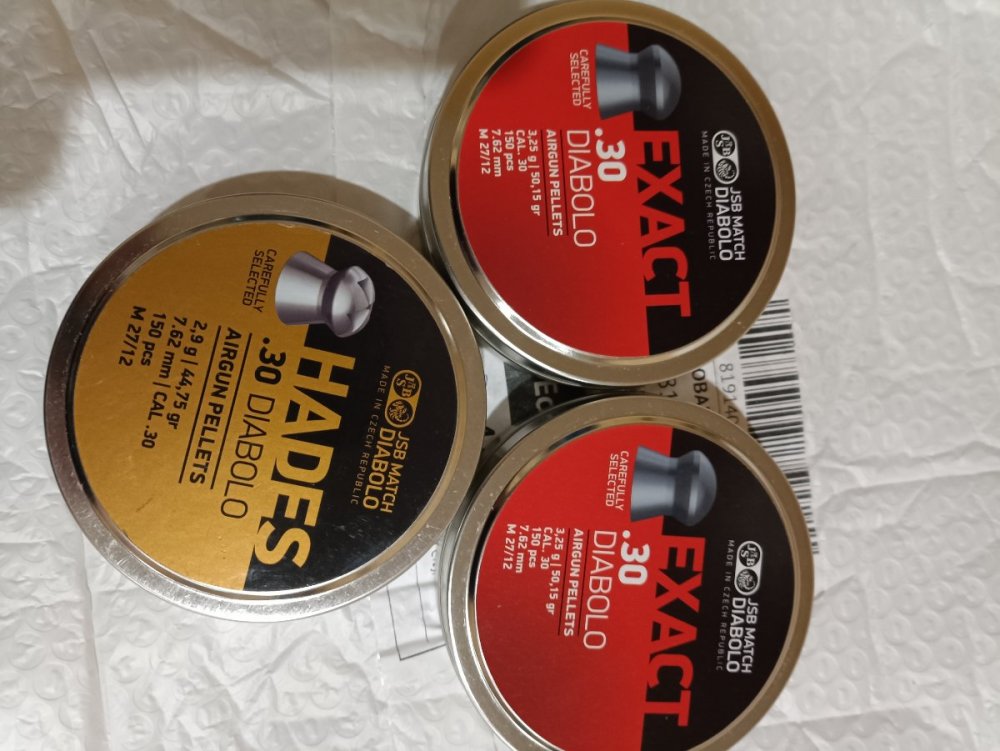 JSB
JSB MATCH
DIABOLO
MADE IN CZECH REPUBLIC
EXACT
.30
DIABOLO
AIRGUN PELLETS
3,25 g | 50,15 gr
CAL. 30
150 pcs
7.62 mm
M 27/12
CAREFULLY
SELECTED
JSB
JSB MATCH
DIABOLO
MADE IN CZECH REPUBLIC
HADES
.30 DIABOLO
AIRGUN PELLETS
2,9 g | 44,75 gr
7.62 mm | CAL .30
150 pcs
M 27/12
CAREFULLY
SELECTED
JSB
JSB MATCH
DIABOLO
MADE IN CZECH REPUBLIC
EXACT
.30
DIABOLO
AIRGUN PELLETS
3,25 g | 50,15 gr
CAL. 30
150 pcs
7.62 mm
M 27/12
CAREFULLY
SELECTED